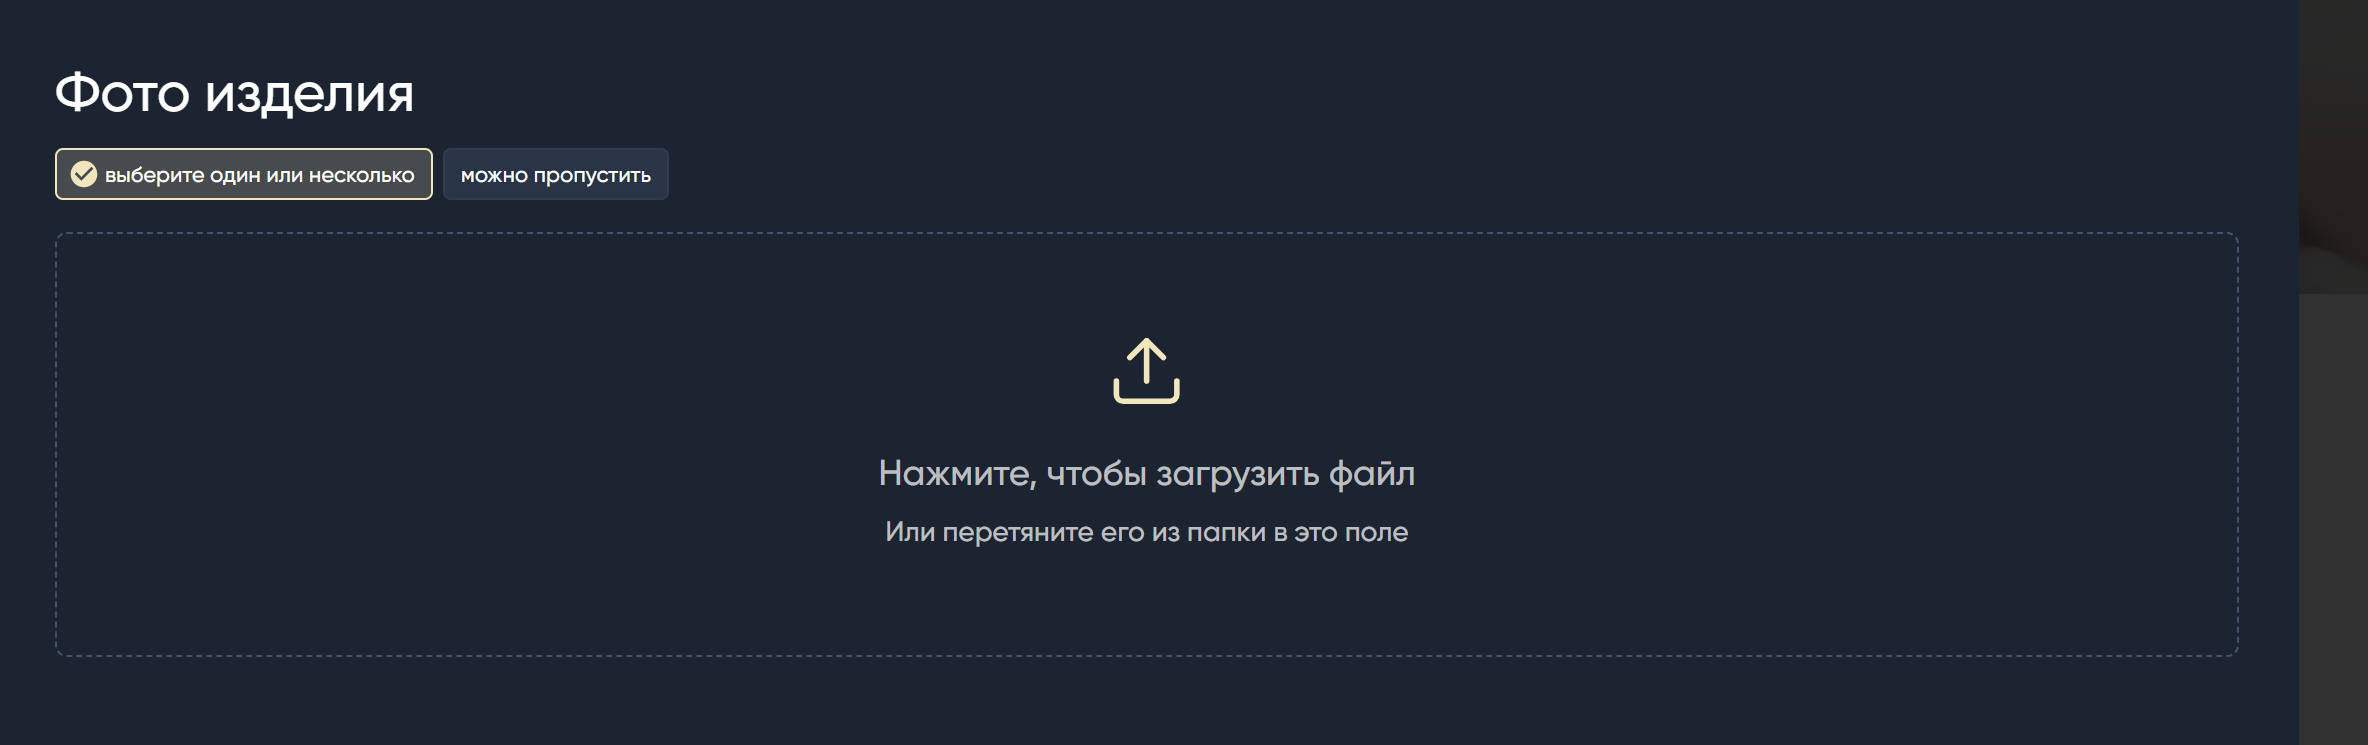 Фото изделия
выберите один или несколько
можно пропустить
Нажмите, чтобы загрузить файл
Или перетяните его из папки в это поле